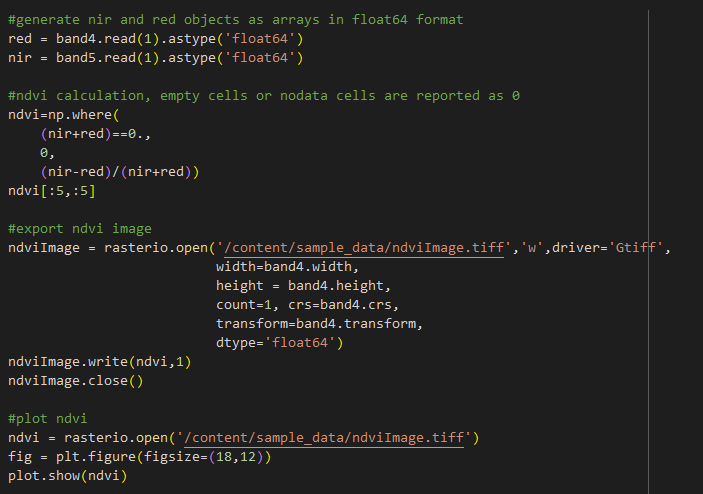 #generate nir and red objects as arrays in float64 format
red = band4.read(1).astype('float64')
nir = band5.read(1).astype('float64')

#ndvi calculation, empty cells or nodata cells are reported as 0
ndvi=np.where(
    (nir+red)==0.,
    0,
    (nir-red)/(nir+red))
ndvi[:5,:5]

#export ndvi image
ndviImage = rasterio.open('/content/sample_data/ndviImage.tiff','w',driver='Gtiff',
                          width=band4.width,
                          height = band4.height,
                          count=1, crs=band4.crs,
                          transform=band4.transform,
                          dtype='float64')
ndviImage.write(ndvi,1)
ndviImage.close()

#plot ndvi
ndvi = rasterio.open('/content/sample_data/ndviImage.tiff')
fig = plt.figure(figsize=(18,12))
plot.show(ndvi)